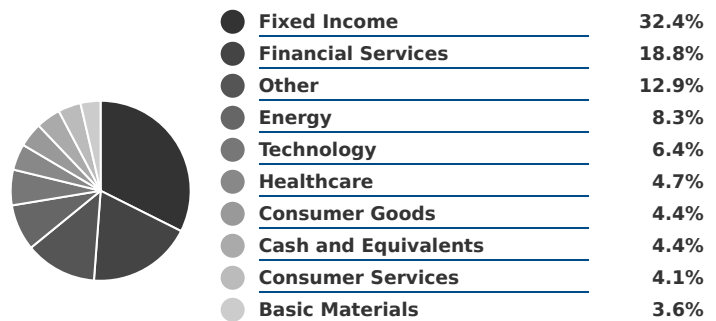 Fixed Income 32.4%
Financial Services 18.8%
Other 12.9%
Energy 8.3%
Technology 6.4%
Healthcare 4.7%
Consumer Goods 4.4%
Cash and Equivalents 4.4%
Consumer Services 4.1%
Basic Materials 3.6%